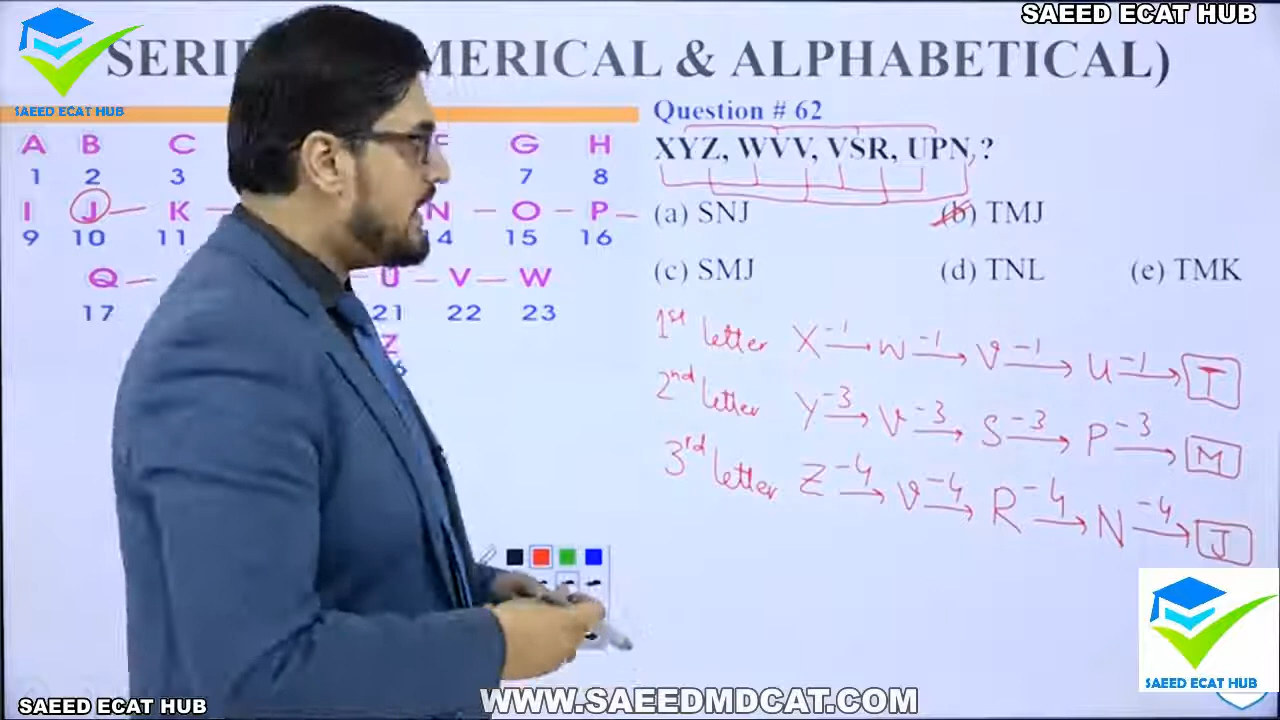 SAEED ECAT HUB
SERIE MERICAL & ALPHABETICAL)
SAEED ECAT HUB
Question # 62
XYZ, WVV, VSR, UPN, ?
(a) SNJ
(b) TMJ
(c) SMJ
(d) TNL
(e) TMK
A B C G H
1 2 3 7 8
I J – K – N – O – P –
9 10 11 14 15 16
Q – – U – V – W
17 21 22 23
Z
1st letter X -1→ W -1→ V -1→ U -1→ T
2nd letter Y -3→ V -3→ S -3→ P -3→ M
3rd letter Z -4→ V -4→ R -4→ N -4→ J
SAEED ECAT HUB
SAEED ECAT HUB
WWW.SAEEDMDCAT.COM